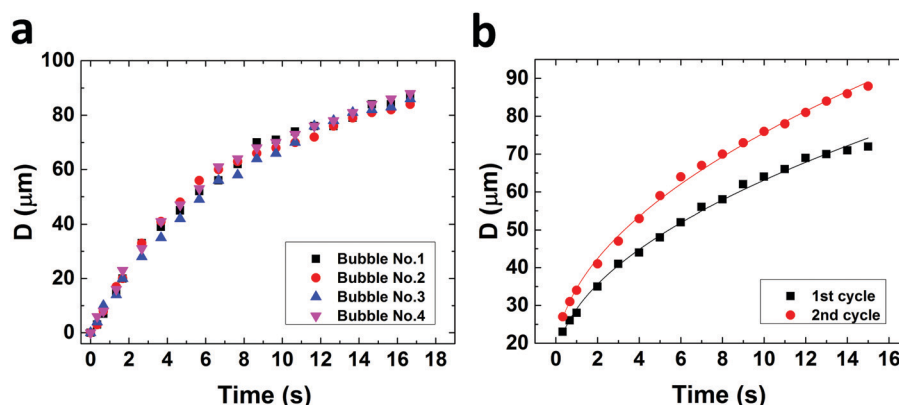 a
D (μm)
100
80
60
40
20
0
0 2 4 6 8 10 12 14 16 18
Time (s)
Bubble No.1
Bubble No.2
Bubble No.3
Bubble No.4
b
D (μm)
90
80
70
60
50
40
30
20
0 2 4 6 8 10 12 14 16
Time (s)
1st cycle
2nd cycle